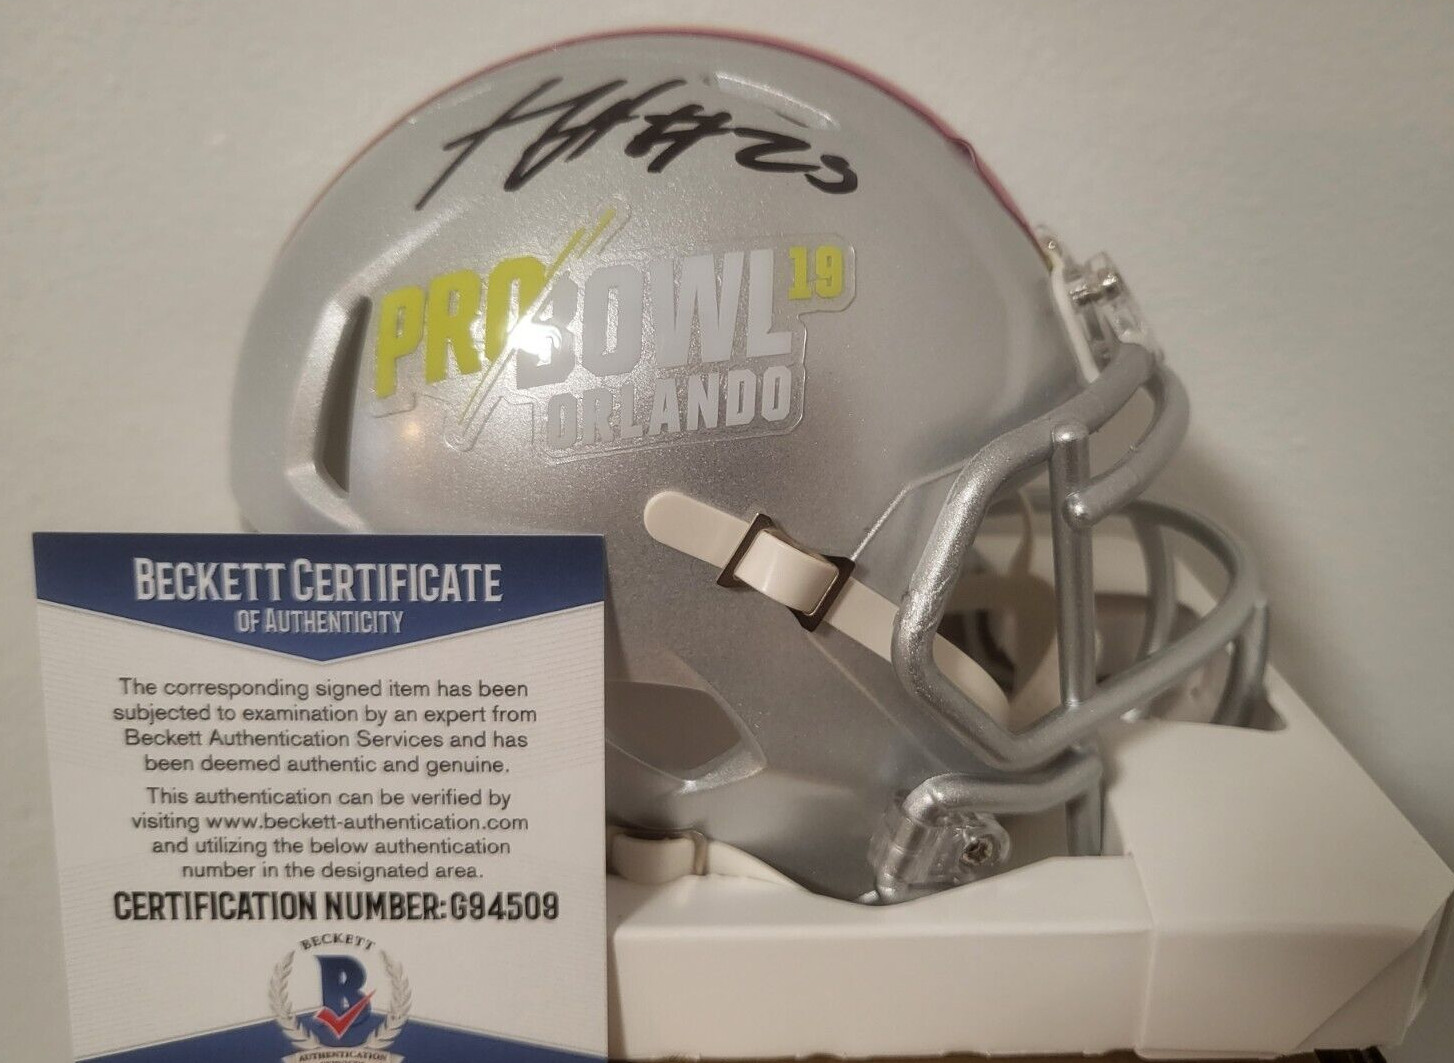 #23
PRO BOWL 19
ORLANDO
BECKETT CERTIFICATE
OF AUTHENTICITY
The corresponding signed item has been
subjected to examination by an expert from
Beckett Authentication Services and has
been deemed authentic and genuine.
This authentication can be verified by
visiting www.beckett-authentication.com
and utilizing the below authentication
number in the designated area.
CERTIFICATION NUMBER:G94509
BECKETT
B
AUTHENTICATION